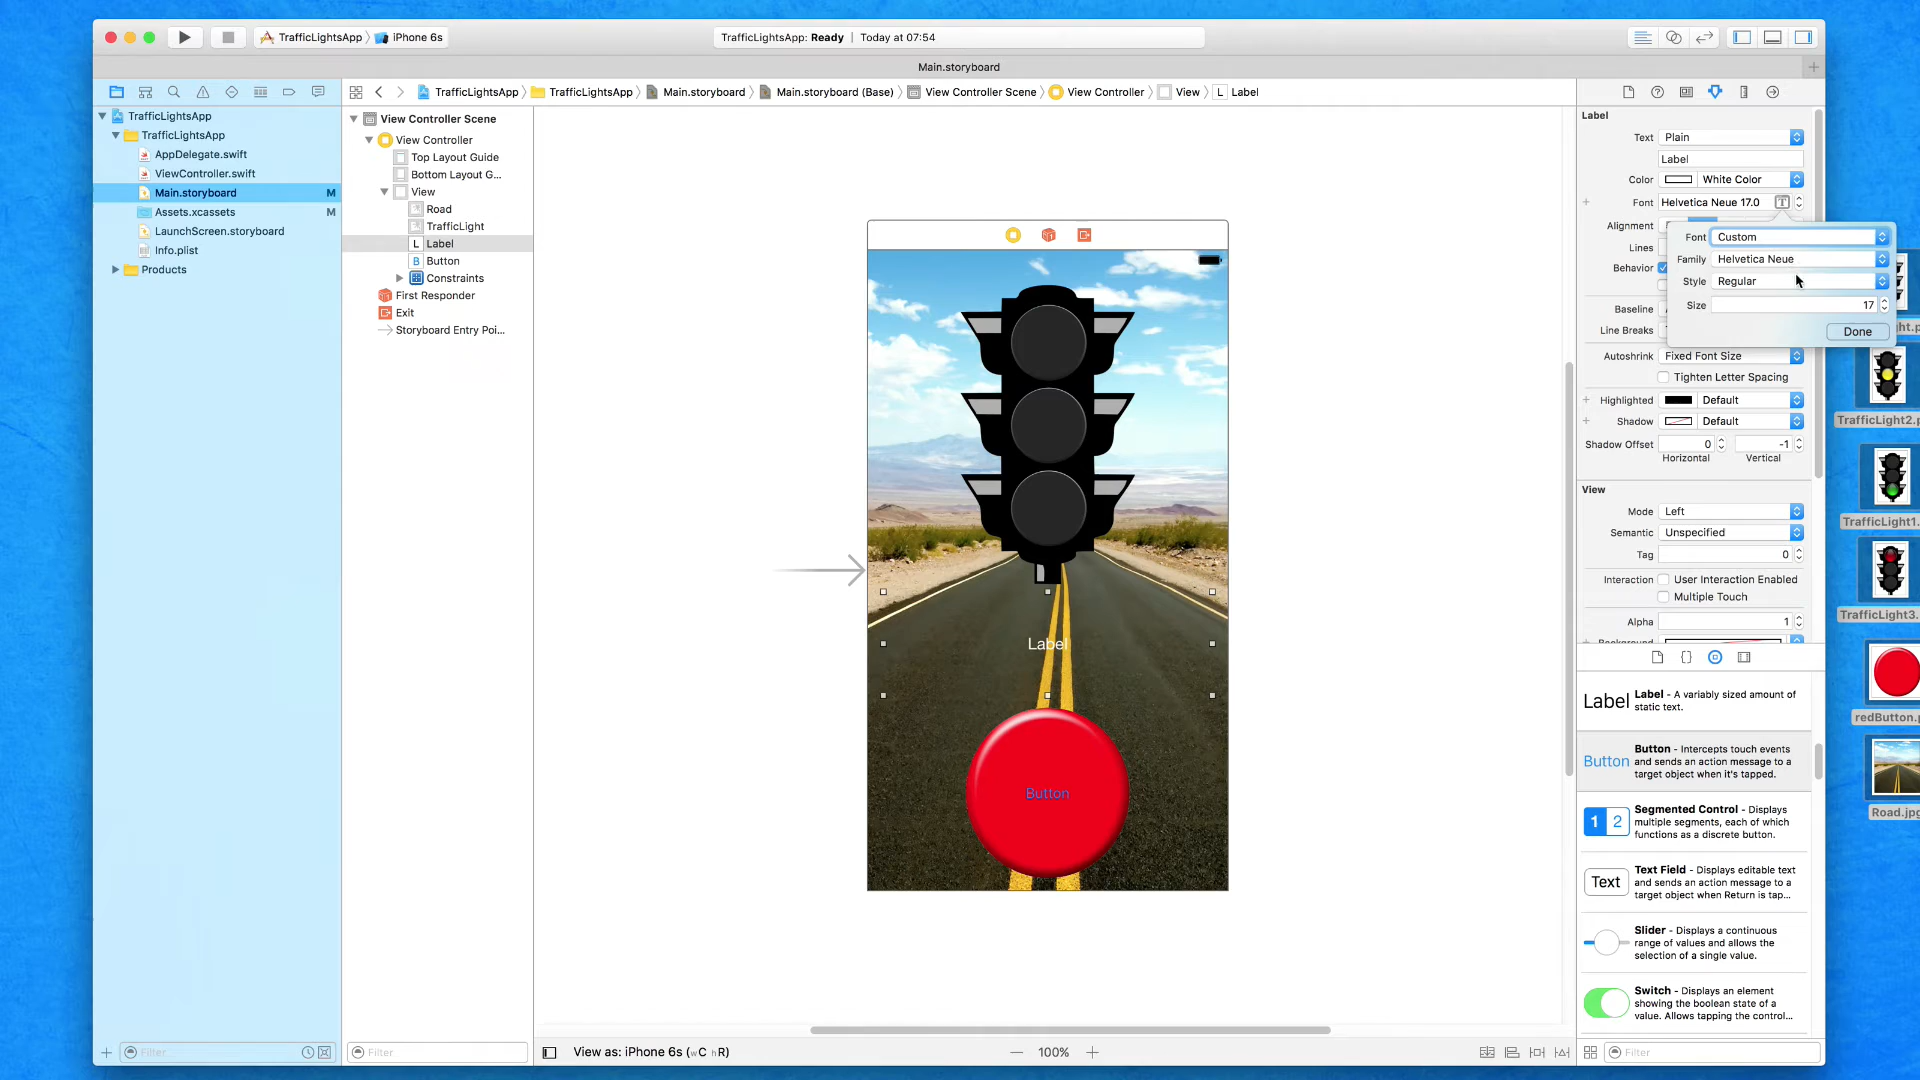 TrafficLightsApp
iPhone 6s
TrafficLightsApp: Ready | Today at 07:54
Main.storyboard
TrafficLightsApp
TrafficLightsApp
Main.storyboard
Main.storyboard (Base)
View Controller Scene
View Controller
View
L Label
TrafficLightsApp
TrafficLightsApp
AppDelegate.swift
ViewController.swift
Main.storyboard M
Assets.xcassets M
LaunchScreen.storyboard
Info.plist
Products
View Controller Scene
View Controller
Top Layout Guide
Bottom Layout G...
View
Road
TrafficLight
L Label
B Button
Constraints
First Responder
Exit
Storyboard Entry Poi...
Label
Button
Label
Text Plain
Label
Color White Color
Font Helvetica Neue 17.0
Alignment
Lines
Behavior
Baseline
Line Breaks
Font Custom
Family Helvetica Neue
Style Regular
Size 17
Done
Autoshrink Fixed Font Size
Tighten Letter Spacing
Highlighted Default
Shadow Default
Shadow Offset 0 -1
Horizontal Vertical
View
Mode Left
Semantic Unspecified
Tag 0
Interaction User Interaction Enabled
Multiple Touch
Alpha 1
Label Label - A variably sized amount of
static text.
Button Button - Intercepts touch events
and sends an action message to a
target object when it's tapped.
1 2 Segmented Control - Displays
multiple segments, each of which
functions as a discrete button.
Text Text Field - Displays editable text
and sends an action message to a
target object when Return is tap...
Slider - Displays a continuous
range of values and allows the
selection of a single value.
Switch - Displays an element
showing the boolean state of a
value. Allows tapping the control...
ght.p
TrafficLight2.p
TrafficLight1.
TrafficLight3.
redButton.p
Road.jpg
Filter
Filter
View as: iPhone 6s (wC hR)
100%
Filter